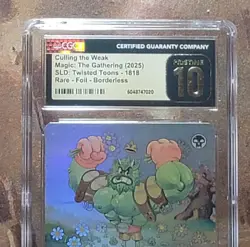 CGC
CERTIFIED GUARANTY COMPANY
Culling the Weak
Magic: The Gathering (2025)
SLD: Twisted Toons - 1818
Rare - Foil - Borderless
6048747020
PRISTINE
10